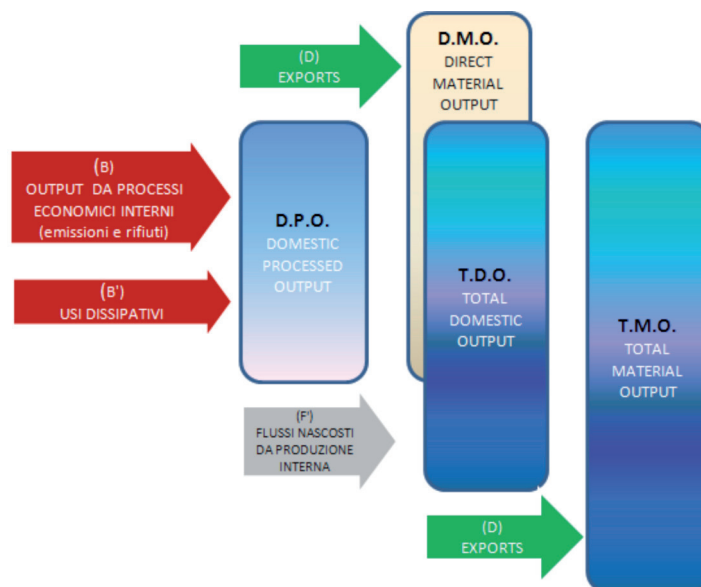 (D)
EXPORTS
D.M.O.
DIRECT
MATERIAL
OUTPUT
(B)
OUTPUT DA PROCESSI
ECONOMICI INTERNI
(emissioni e rifiuti)
D.P.O.
DOMESTIC
PROCESSED
OUTPUT
(B')
USI DISSIPATIVI
T.D.O.
TOTAL
DOMESTIC
OUTPUT
T.M.O.
TOTAL
MATERIAL
OUTPUT
(F')
FLUSSI NASCOSTI
DA PRODUZIONE
INTERNA
(D)
EXPORTS